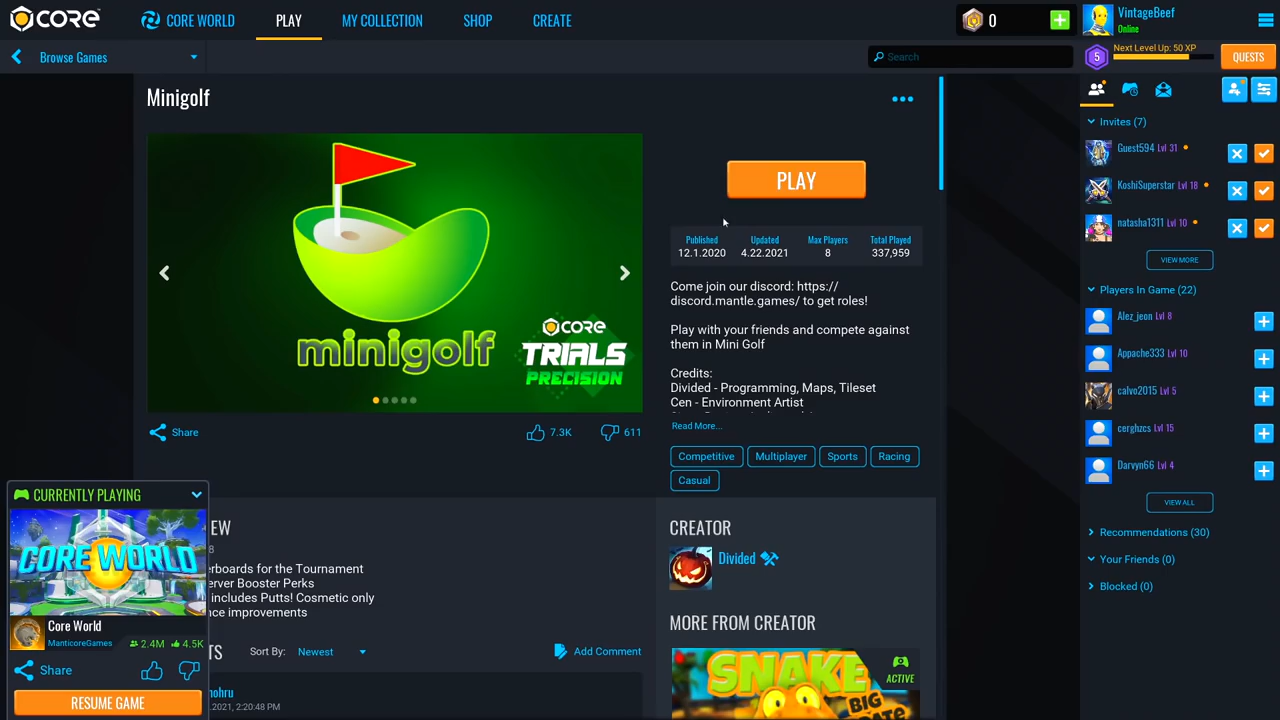 CORE
CORE WORLD
PLAY
MY COLLECTION
SHOP
CREATE
0
VintageBeef
Online
Browse Games
Search
5
Next Level Up: 50 XP
QUESTS
Minigolf
minigolf
CORE
TRIALS
PRECISION
Share
7.3K
611
PLAY
Published
12.1.2020
Updated
4.22.2021
Max Players
8
Total Played
337,959
Come join our discord: https://
discord.mantle.games/ to get roles!
Play with your friends and compete against
them in Mini Golf
Credits:
Divided - Programming, Maps, Tileset
Cen - Environment Artist
Read More...
Competitive
Multiplayer
Sports
Racing
Casual
Invites (7)
Guest594 Lvl 31
KoshiSuperstar Lvl 18
natasha1311 Lvl 10
VIEW MORE
Players In Game (22)
Alez_jeon Lvl 8
Appache333 Lvl 10
calvo2015 Lvl 5
cerghzcs Lvl 15
Darvyn66 Lvl 4
VIEW ALL
Recommendations (30)
Your Friends (0)
Blocked (0)
CURRENTLY PLAYING
CORE WORLD
Core World
ManticoreGames
2.4M
4.5K
Share
RESUME GAME
EW
8
erboards for the Tournament
erver Booster Perks
includes Putts! Cosmetic only
nce improvements
TS
Sort By:
Newest
Add Comment
nohru
.2021, 2:20:48 PM
CREATOR
Divided
MORE FROM CREATOR
SNAKE
BIG
ACTIVE